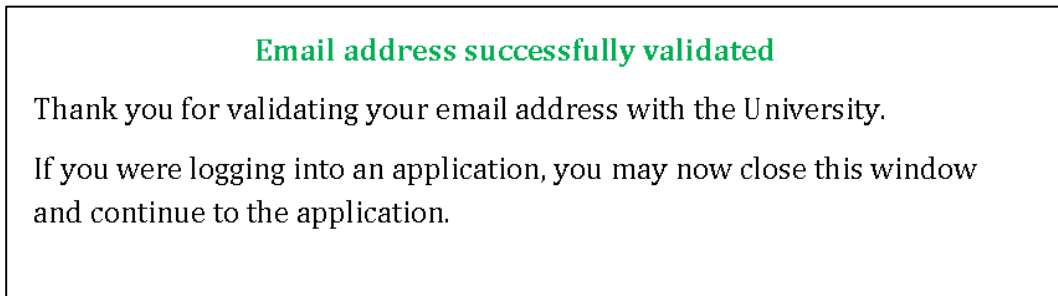 Email address successfully validated
Thank you for validating your email address with the University.
If you were logging into an application, you may now close this window
and continue to the application.